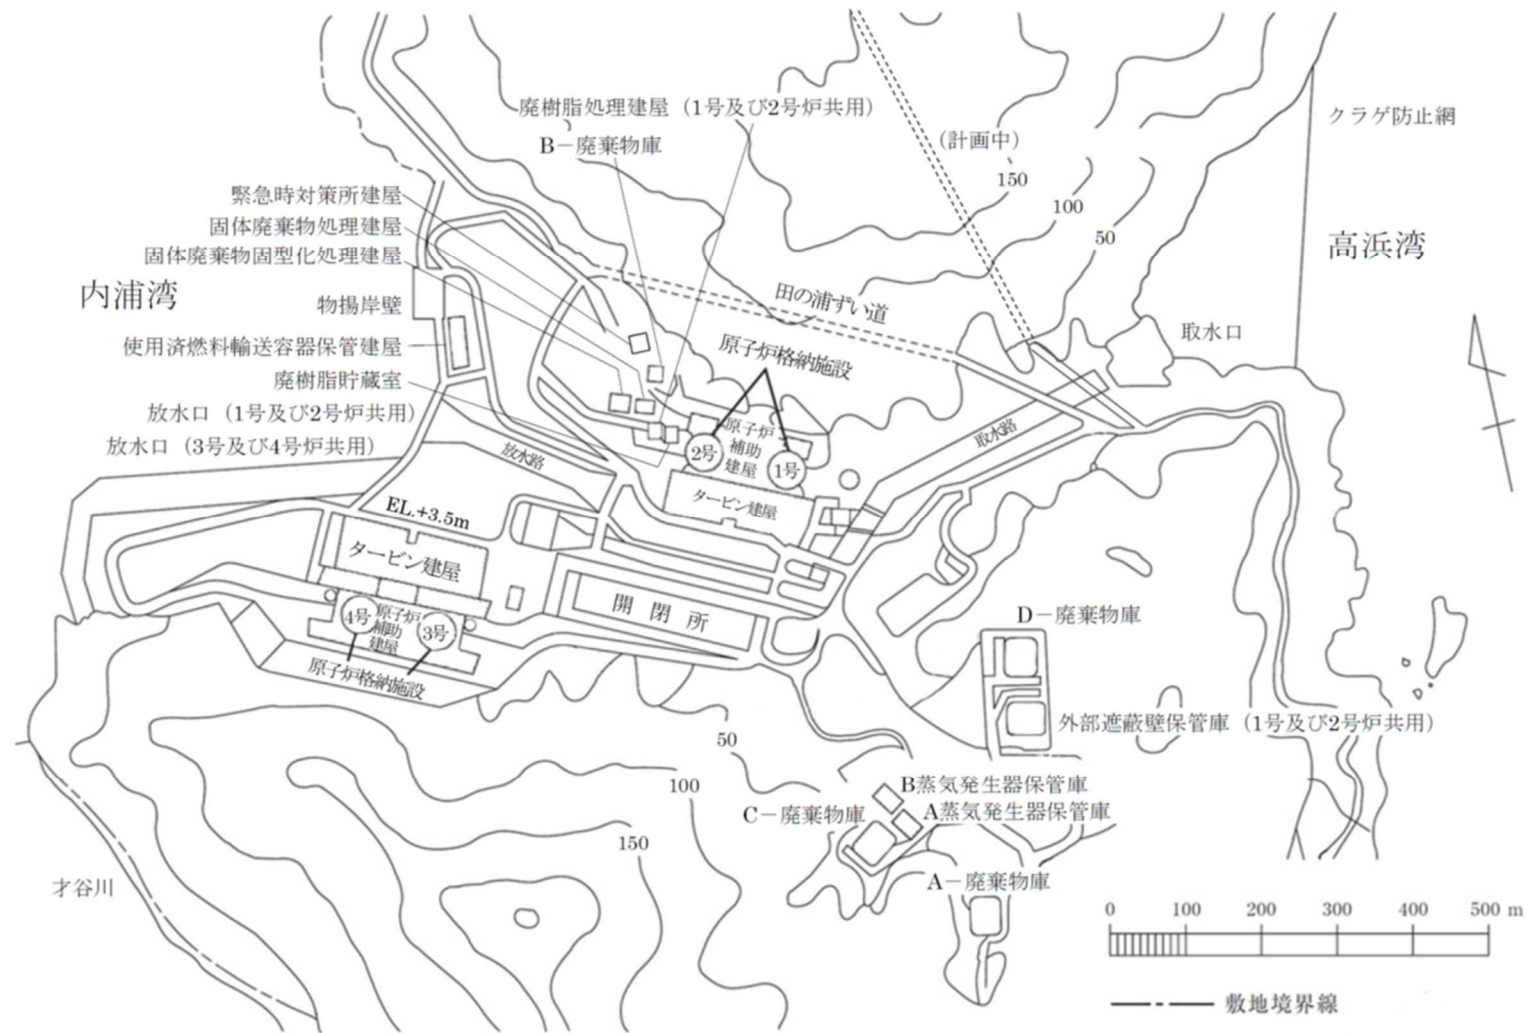 廃樹脂処理建屋（1号及び2号炉共用）
B－廃棄物庫
クラゲ防止網
（計画中）
150
100
50
緊急時対策所建屋
固体廃棄物処理建屋
固体廃棄物固型化処理建屋
高浜湾
内浦湾
物揚岸壁
田の浦ずい道
取水口
使用済燃料輸送容器保管建屋
原子炉格納施設
廃樹脂貯蔵室
放水口（1号及び2号炉共用）
放水口（3号及び4号炉共用）
取水路
放水路
原子炉
補助
建屋
2号
1号
タービン建屋
EL.+3.5m
タービン建屋
開閉所
4号
原子炉
補助
建屋
3号
原子炉格納施設
D－廃棄物庫
外部遮蔽壁保管庫（1号及び2号炉共用）
50
100
150
B蒸気発生器保管庫
A蒸気発生器保管庫
C－廃棄物庫
A－廃棄物庫
才谷川
0 100 200 300 400 500 m
敷地境界線